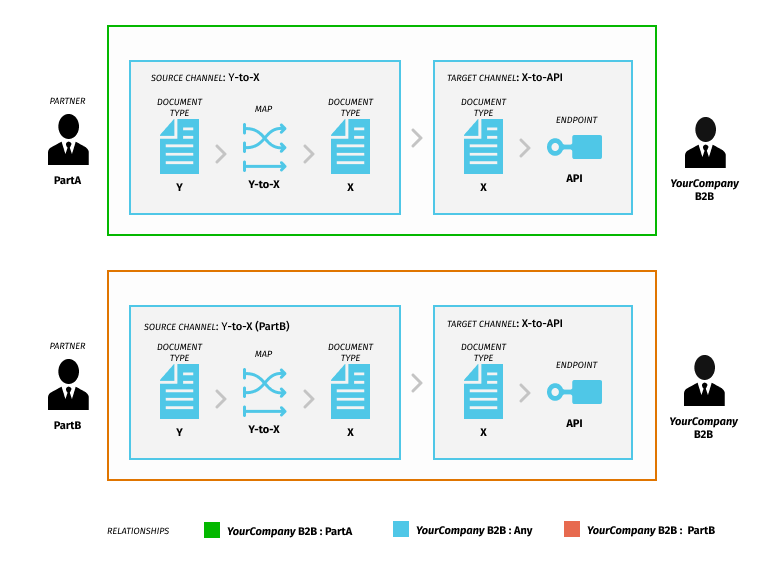 SOURCE CHANNEL: Y-to-X
TARGET CHANNEL: X-to-API
PARTNER
DOCUMENT
TYPE
MAP
DOCUMENT
TYPE
DOCUMENT
TYPE
ENDPOINT
PartA
Y
Y-to-X
X
X
API
YourCompany
B2B
SOURCE CHANNEL: Y-to-X (PartB)
TARGET CHANNEL: X-to-API
PARTNER
DOCUMENT
TYPE
MAP
DOCUMENT
TYPE
DOCUMENT
TYPE
ENDPOINT
PartB
Y
Y-to-X
X
X
API
YourCompany
B2B
RELATIONSHIPS
YourCompany B2B : PartA
YourCompany B2B : Any
YourCompany B2B : PartB